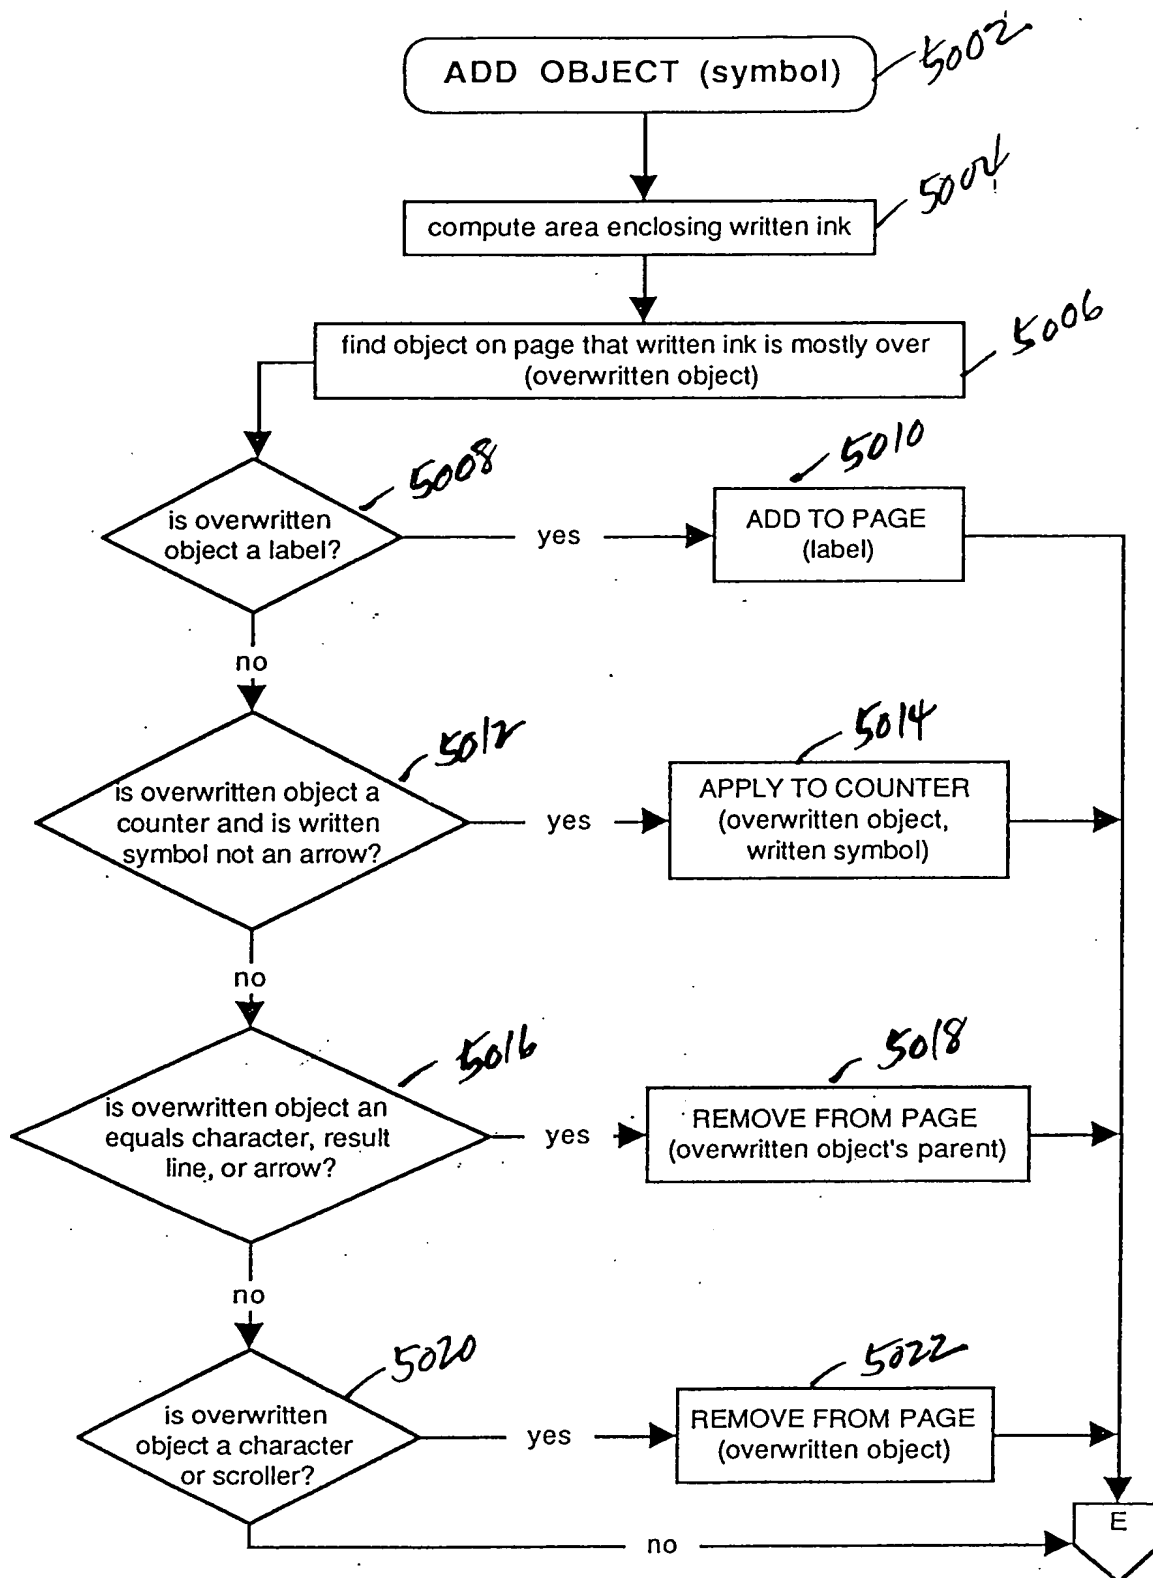 ADD OBJECT (symbol)
5002
compute area enclosing written ink
5004
find object on page that written ink is mostly over
(overwritten object)
5006
is overwritten
object a label?
5008
yes
ADD TO PAGE
(label)
5010
no
is overwritten object a
counter and is written
symbol not an arrow?
5012
yes
APPLY TO COUNTER
(overwritten object,
written symbol)
5014
no
is overwritten object an
equals character, result
line, or arrow?
5016
yes
REMOVE FROM PAGE
(overwritten object's parent)
5018
no
is overwritten
object a character
or scroller?
5020
yes
REMOVE FROM PAGE
(overwritten object)
5022
no
E